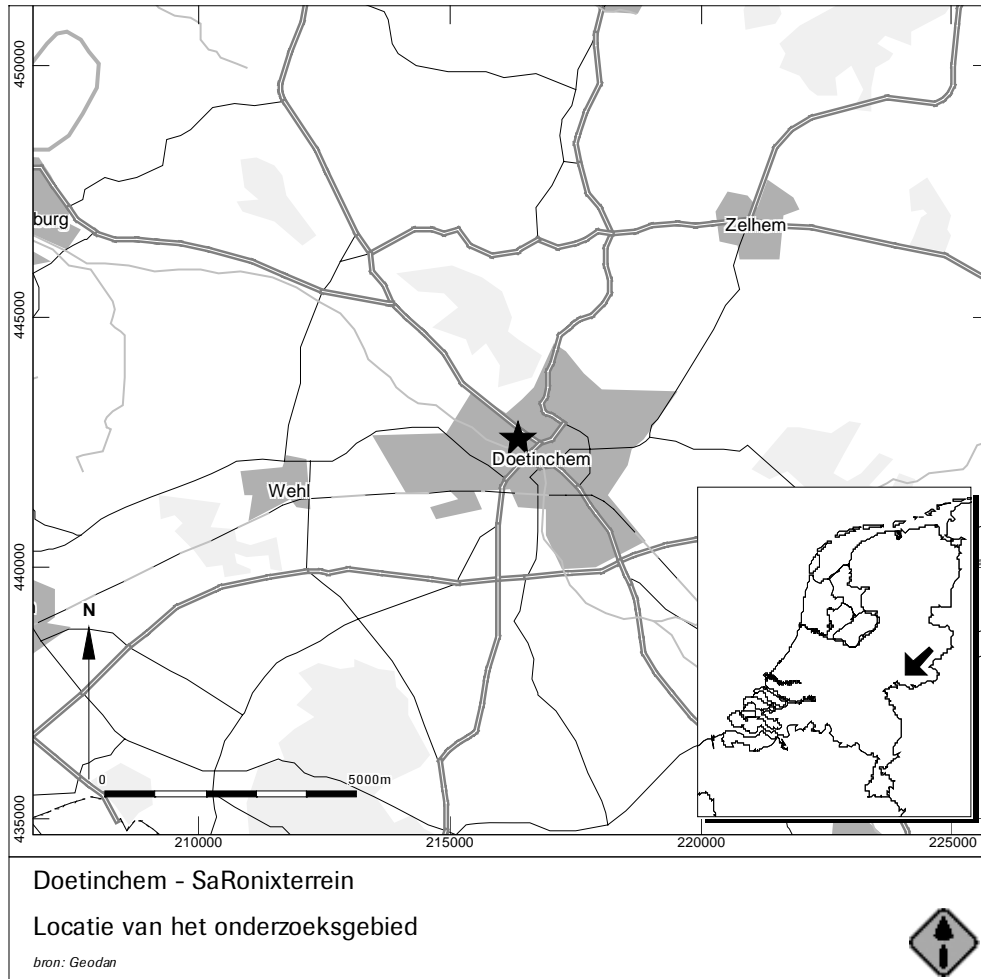 450000
445000
440000
435000
burg
Zelhem
Doetinchem
Wehl
N
0 5000m
210000 215000 220000 225000
Doetinchem - SaRonixterrein
Locatie van het onderzoeksgebied
bron: Geodan